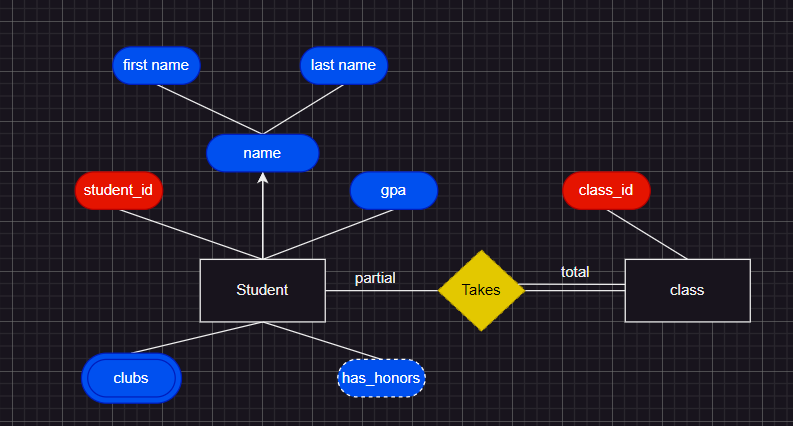 first name
last name
name
student_id
gpa
class_id
Student
partial
Takes
total
class
clubs
has_honors